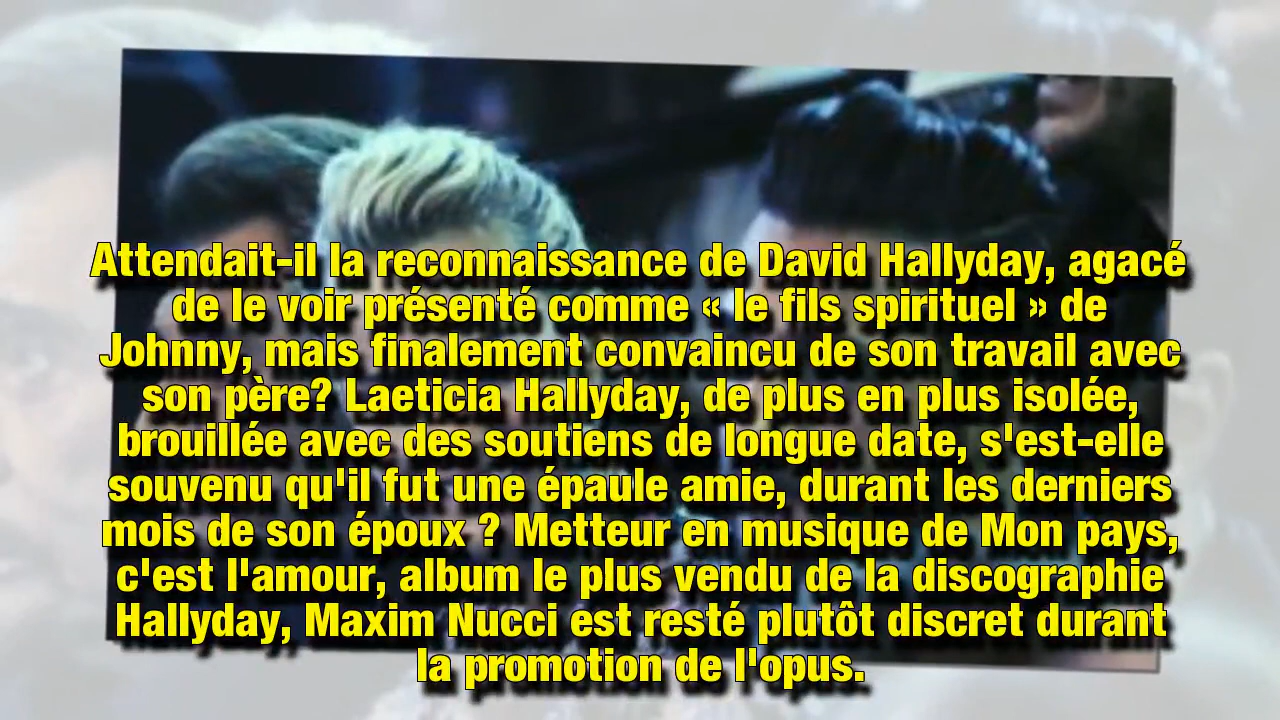 Attendait-il la reconnaissance de David Hallyday, agacé
de le voir présenté comme « le fils spirituel » de
Johnny, mais finalement convaincu de son travail avec
son père? Laeticia Hallyday, de plus en plus isolée,
brouillée avec des soutiens de longue date, s'est-elle
souvenu qu'il fut une épaule amie, durant les derniers
mois de son époux ? Metteur en musique de Mon pays,
c'est l'amour, album le plus vendu de la discographie
Hallyday, Maxim Nucci est resté plutôt discret durant
la promotion de l'opus.